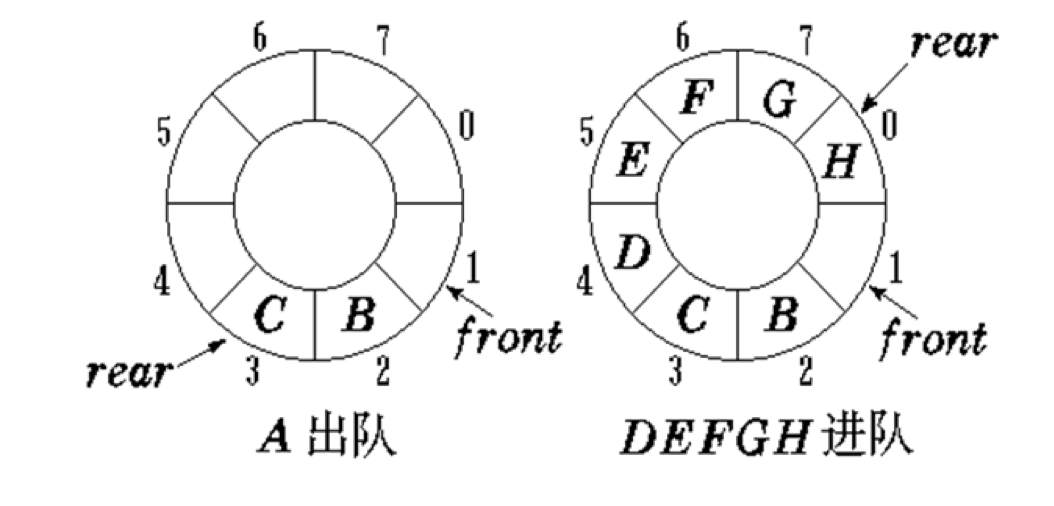 6 7
5 0
4 1
C B
rear 3 2 front
A 出队
6 7 rear
5 F G 0
E H
D
4 C B 1
3 2 front
DEFGH 进队